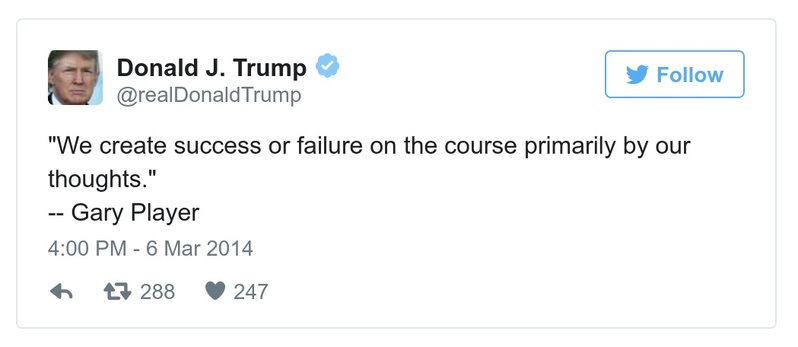 Donald J. Trump
@realDonaldTrump
Follow
"We create success or failure on the course primarily by our
thoughts."
-- Gary Player
4:00 PM - 6 Mar 2014
288 247